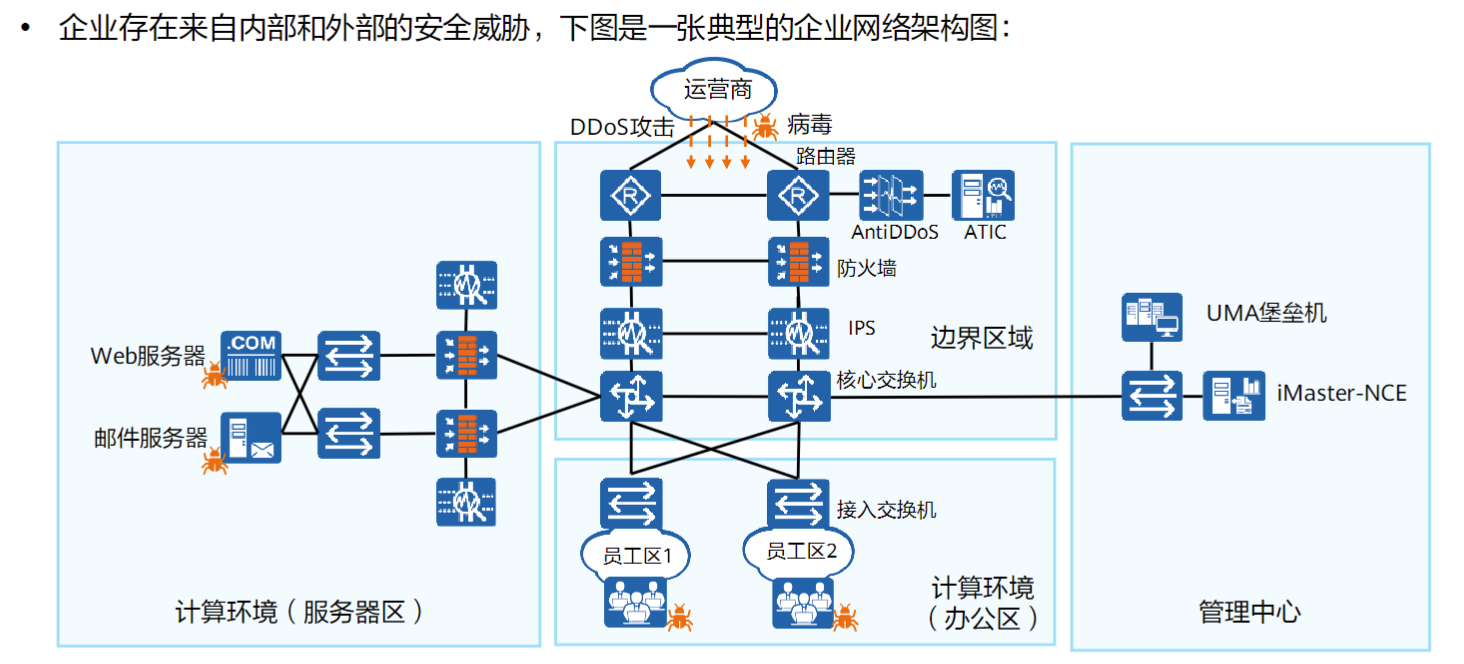 • 企业存在来自内部和外部的安全威胁，下图是一张典型的企业网络架构图：
运营商
DDoS攻击
病毒
路由器
R
R
AntiDDoS
ATIC
防火墙
IPS
边界区域
核心交换机
Web服务器
.COM
邮件服务器
UMA堡垒机
iMaster-NCE
接入交换机
员工区1
员工区2
计算环境（服务器区）
计算环境
（办公区）
管理中心